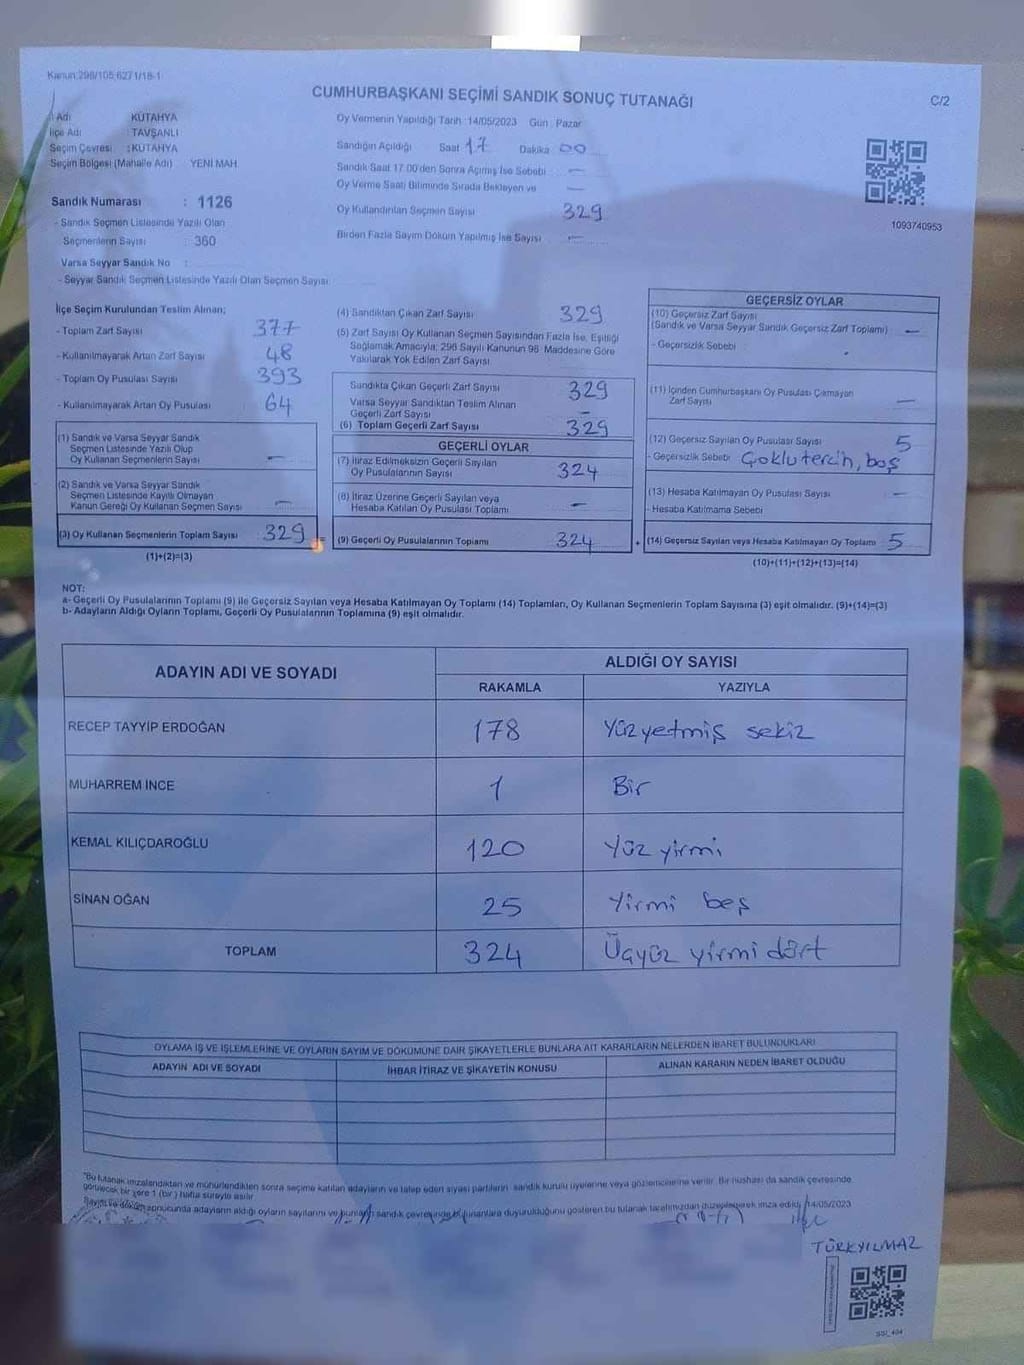 Kanun:298/105,6271/18-1
CUMHURBAŞKANI SEÇİMİ SANDIK SONUÇ TUTANAĞI
C/2
İl Adı : KÜTAHYA
İlçe Adı : TAVŞANLI
Seçim Çevresi : KÜTAHYA
Seçim Bölgesi (Mahalle Adı) : YENİ MAH.
Sandık Numarası : 1126
- Sandık Seçmen Listesinde Yazılı Olan
Seçmenlerin Sayısı : 360
Varsa Seyyar Sandık No :
- Seyyar Sandık Seçmen Listesinde Yazılı Olan Seçmen Sayısı
Oy Vermenin Yapıldığı Tarih :14/05/2023 Gün : Pazar
Sandığın Açıldığı Saat 17 Dakika 00
Sandık Saat 17.00'den Sonra Açılmış İse Sebebi —
Oy Verme Saati Bitiminde Sırada Bekleyen ve —
Oy Kullandırılan Seçmen Sayısı 329
Birden Fazla Sayım Döküm Yapılmış İse Sayısı —
1093740953
İlçe Seçim Kurulundan Teslim Alınan;
- Toplam Zarf Sayısı 377
- Kullanılmayarak Artan Zarf Sayısı 48
- Toplam Oy Pusulası Sayısı 393
- Kullanılmayarak Artan Oy Pusulası 64
(1) Sandık ve Varsa Seyyar Sandık
Seçmen Listesinde Yazılı Olup
Oy Kullanan Seçmenlerin Sayısı —
(2) Sandık ve Varsa Seyyar Sandık
Seçmen Listesinde Kayıtlı Olmayan
Kanun Gereği Oy Kullanan Seçmen Sayısı —
(3) Oy Kullanan Seçmenlerin Toplam Sayısı 329
(1)+(2)=(3)
(4) Sandıktan Çıkan Zarf Sayısı 329
(5) Zarf Sayısı Oy Kullanan Seçmen Sayısından Fazla İse, Eşitliği
Sağlamak Amacıyla; 298 Sayılı Kanunun 98. Maddesine Göre
Yakılarak Yok Edilen Zarf Sayısı
Sandıkta Çıkan Geçerli Zarf Sayısı 329
Varsa Seyyar Sandıktan Teslim Alınan
Geçerli Zarf Sayısı —
(6) Toplam Geçerli Zarf Sayısı 329
GEÇERLİ OYLAR
(7) İtiraz Edilmeksizin Geçerli Sayılan
Oy Pusulalarının Sayısı 324
(8) İtiraz Üzerine Geçerli Sayılan veya
Hesaba Katılan Oy Pusulası Toplamı —
(9) Geçerli Oy Pusulalarının Toplamı 324
=
+
GEÇERSİZ OYLAR
(10) Geçersiz Zarf Sayısı
(Sandık ve Varsa Seyyar Sandık Geçersiz Zarf Toplamı) —
- Geçersizlik Sebebi :
(11) İçinden Cumhurbaşkanı Oy Pusulası Çıkmayan
Zarf Sayısı —
(12) Geçersiz Sayılan Oy Pusulası Sayısı 5
- Geçersizlik Sebebi Çoklu tercih, boş
(13) Hesaba Katılmayan Oy Pusulası Sayısı —
- Hesaba Katılmama Sebebi
(14) Geçersiz Sayılan veya Hesaba Katılmayan Oy Toplamı 5
(10)+(11)+(12)+(13)=(14)
NOT:
a- Geçerli Oy Pusulalarının Toplamı (9) ile Geçersiz Sayılan veya Hesaba Katılmayan Oy Toplamı (14) Toplamları, Oy Kullanan Seçmenlerin Toplam Sayısına (3) eşit olmalıdır. (9)+(14)=(3)
b- Adayların Aldığı Oyların Toplamı, Geçerli Oy Pusulalarının Toplamına (9) eşit olmalıdır.
ADAYIN ADI VE SOYADI
ALDIĞI OY SAYISI
RAKAMLA YAZIYLA
RECEP TAYYİP ERDOĞAN 178 Yüzyetmiş sekiz
MUHARREM İNCE 1 Bir
KEMAL KILIÇDAROĞLU 120 Yüz yirmi
SİNAN OĞAN 25 Yirmi beş
TOPLAM 324 Üçyüz yirmi dört
OYLAMA İŞ VE İŞLEMLERİNE VE OYLARIN SAYIM VE DÖKÜMÜNE DAİR ŞİKAYETLERLE BUNLARA AİT KARARLARIN NELERDEN İBARET BULUNDUKLARI
ADAYIN ADI VE SOYADI İHBAR İTİRAZ VE ŞİKAYETİN KONUSU ALINAN KARARIN NEDEN İBARET OLDUĞU
"Bu tutanak imzalandıktan ve mühürlendikten sonra seçime katılan adayların ve talep eden siyasi partilerin sandık kurulu üyelerine veya gözlemcilerine verilir. Bir nüshası da sandık çevresinde
görülecek bir yere 1 (bir) hafta süreyle asılır.
Sayım ve döküm sonucunda adayların aldığı oyların sayılarını ve bunların sandık çevresinde bulunanlara duyurulduğunu gösteren bu tutanak tarafımızdan düzenlenerek imza edildi. 14/05/2023
TÜRKYILMAZ
SSİ_404